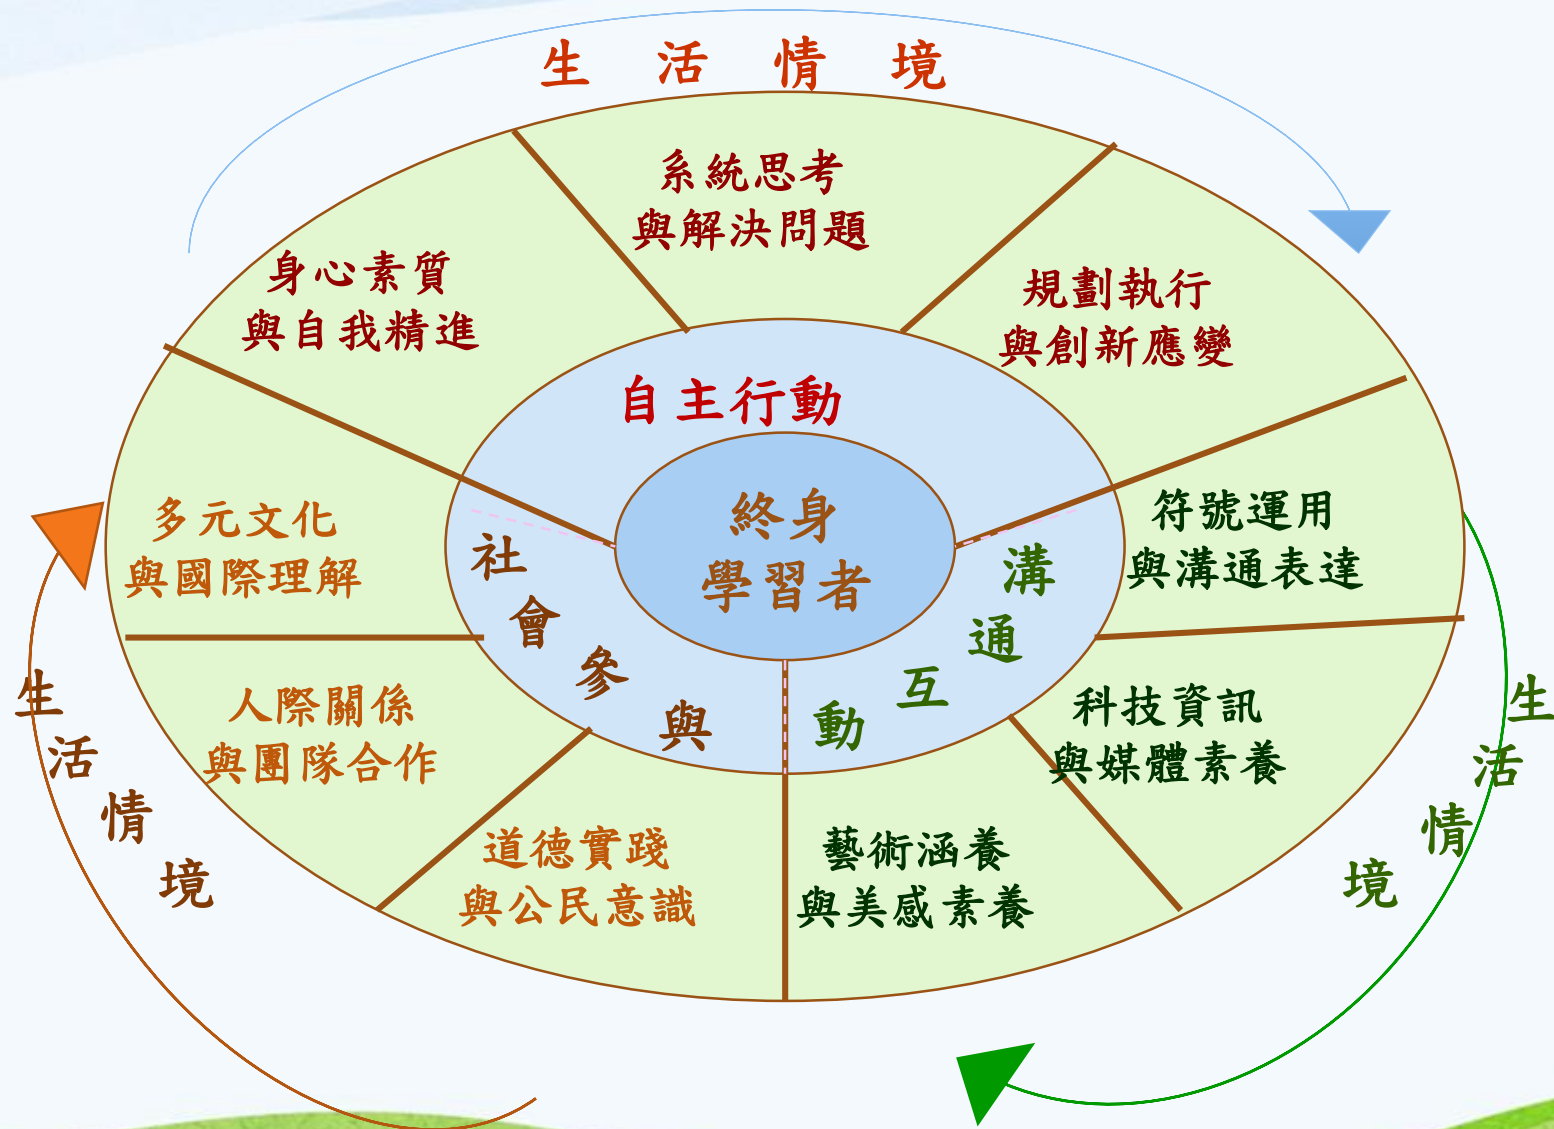 生活情境
系統思考
與解決問題
身心素質
與自我精進
規劃執行
與創新應變
自主行動
終身
學習者
多元文化
與國際理解
社會參與
溝通互動
符號運用
與溝通表達
人際關係
與團隊合作
科技資訊
與媒體素養
道德實踐
與公民意識
藝術涵養
與美感素養
生活情境
生活情境